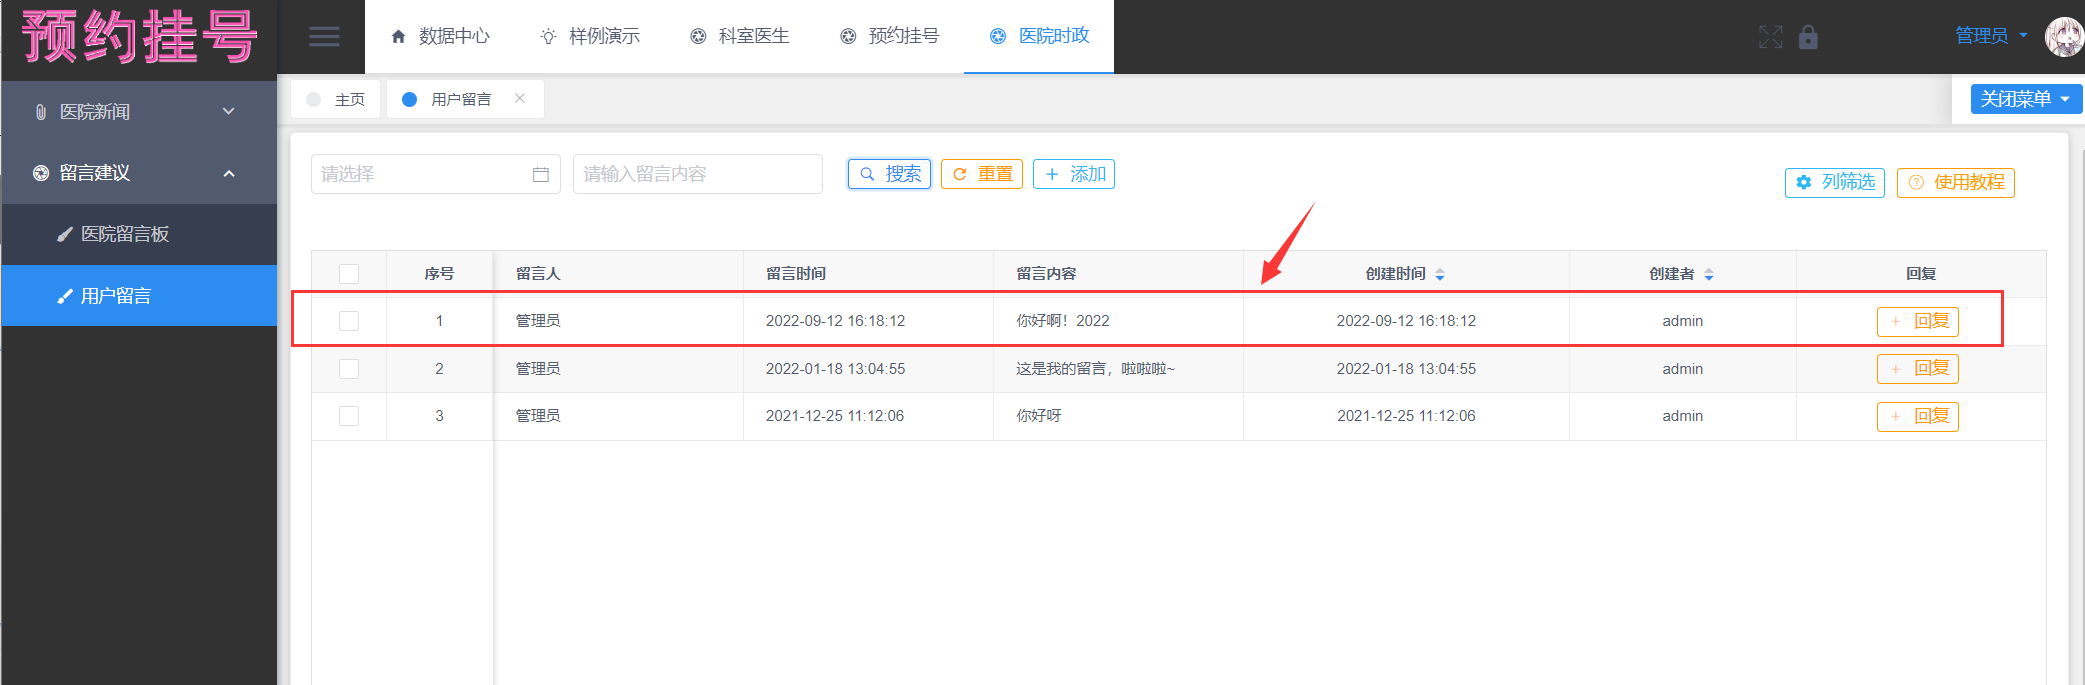 预约挂号
数据中心 样例演示 科室医生 预约挂号 医院时政 管理员
主页 用户留言 关闭菜单
医院新闻
留言建议
医院留言板
用户留言
请选择 请输入留言内容 搜索 重置 添加 列筛选 使用教程
序号 留言人 留言时间 留言内容 创建时间 创建者 回复
1 管理员 2022-09-12 16:18:12 你好啊！2022 2022-09-12 16:18:12 admin + 回复
2 管理员 2022-01-18 13:04:55 这是我的留言，啦啦啦~ 2022-01-18 13:04:55 admin + 回复
3 管理员 2021-12-25 11:12:06 你好呀 2021-12-25 11:12:06 admin + 回复